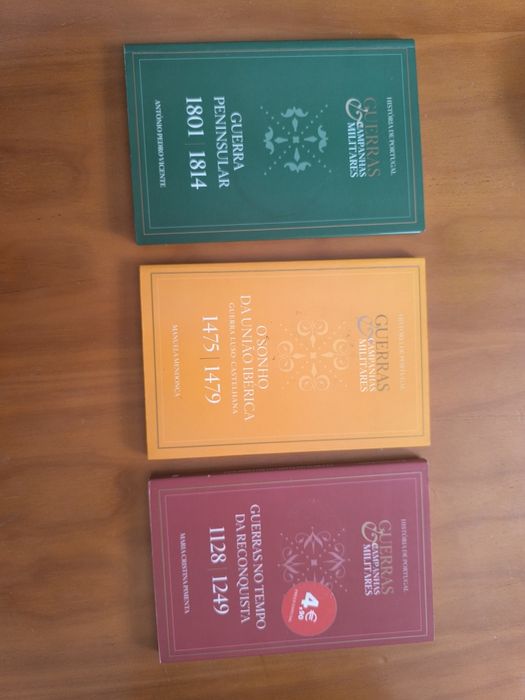 HISTÓRIA DE PORTUGAL
GUERRAS
& CAMPANHAS
MILITARES
GUERRA
PENINSULAR
1801 | 1814
ANTÓNIO PEDRO VICENTE
HISTÓRIA DE PORTUGAL
GUERRAS
& CAMPANHAS
MILITARES
O SONHO
DA UNIÃO IBÉRICA
GUERRA LUSO-CASTELHANA
1475 | 1479
MANUELA MENDONÇA
HISTÓRIA DE PORTUGAL
GUERRAS
& CAMPANHAS
MILITARES
GUERRAS NO TEMPO
DA RECONQUISTA
1128 | 1249
MARIA CRISTINA PIMENTA
4€
,90